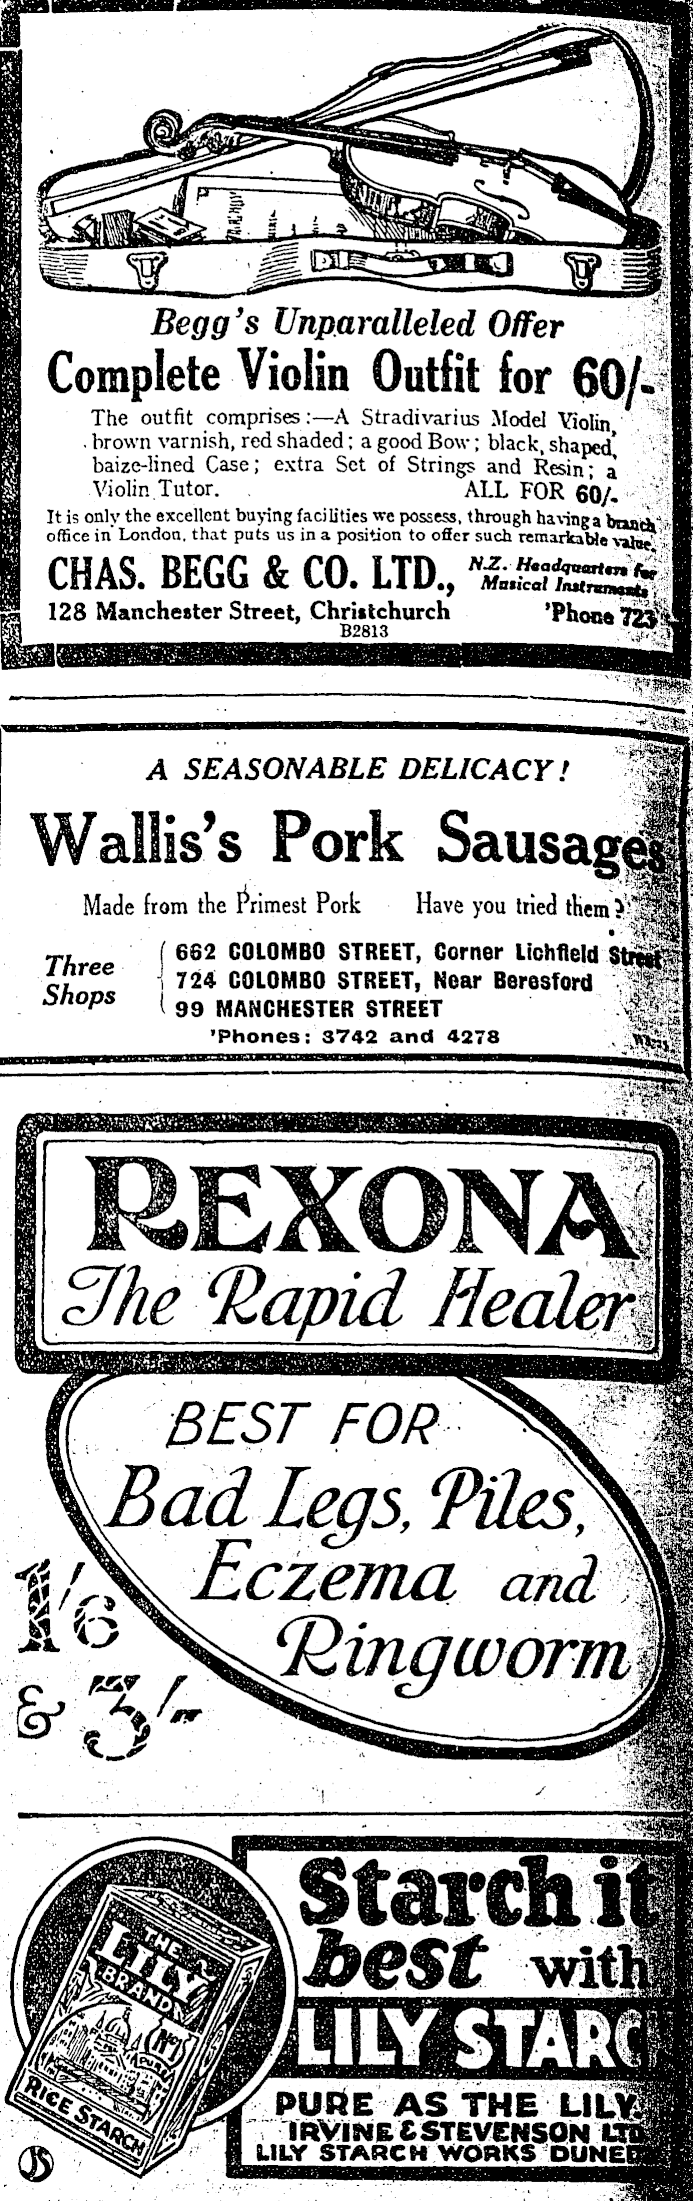 Begg's Unparalleled Offer
Complete Violin Outfit for 60/-
The outfit comprises:—A Stradivarius Model Violin,
brown varnish, red shaded; a good Bow; black, shaped,
baize-lined Case; extra Set of Strings and Resin; a
Violin Tutor. ALL FOR 60/-
It is only the excellent buying facilities we possess, through having a branch
office in London, that puts us in a position to offer such remarkable value.
CHAS. BEGG & CO. LTD., N.Z. Headquarters for
Musical Instruments
128 Manchester Street, Christchurch 'Phone 723
B2813
A SEASONABLE DELICACY!
Wallis's Pork Sausages
Made from the Primest Pork Have you tried them?
Three
Shops
662 COLOMBO STREET, Corner Lichfield Street
724 COLOMBO STREET, Near Beresford
99 MANCHESTER STREET
'Phones: 3742 and 4278
REXONA
The Rapid Healer
BEST FOR
Bad Legs, Piles,
Eczema and
Ringworm
1/6
& 3/-
THE
LILY
BRAND
No 1
PURE
RICE STARCH
Starch it
best with
LILY STARC
PURE AS THE LILY.
IRVINE & STEVENSON LTD
LILY STARCH WORKS DUNED
JS